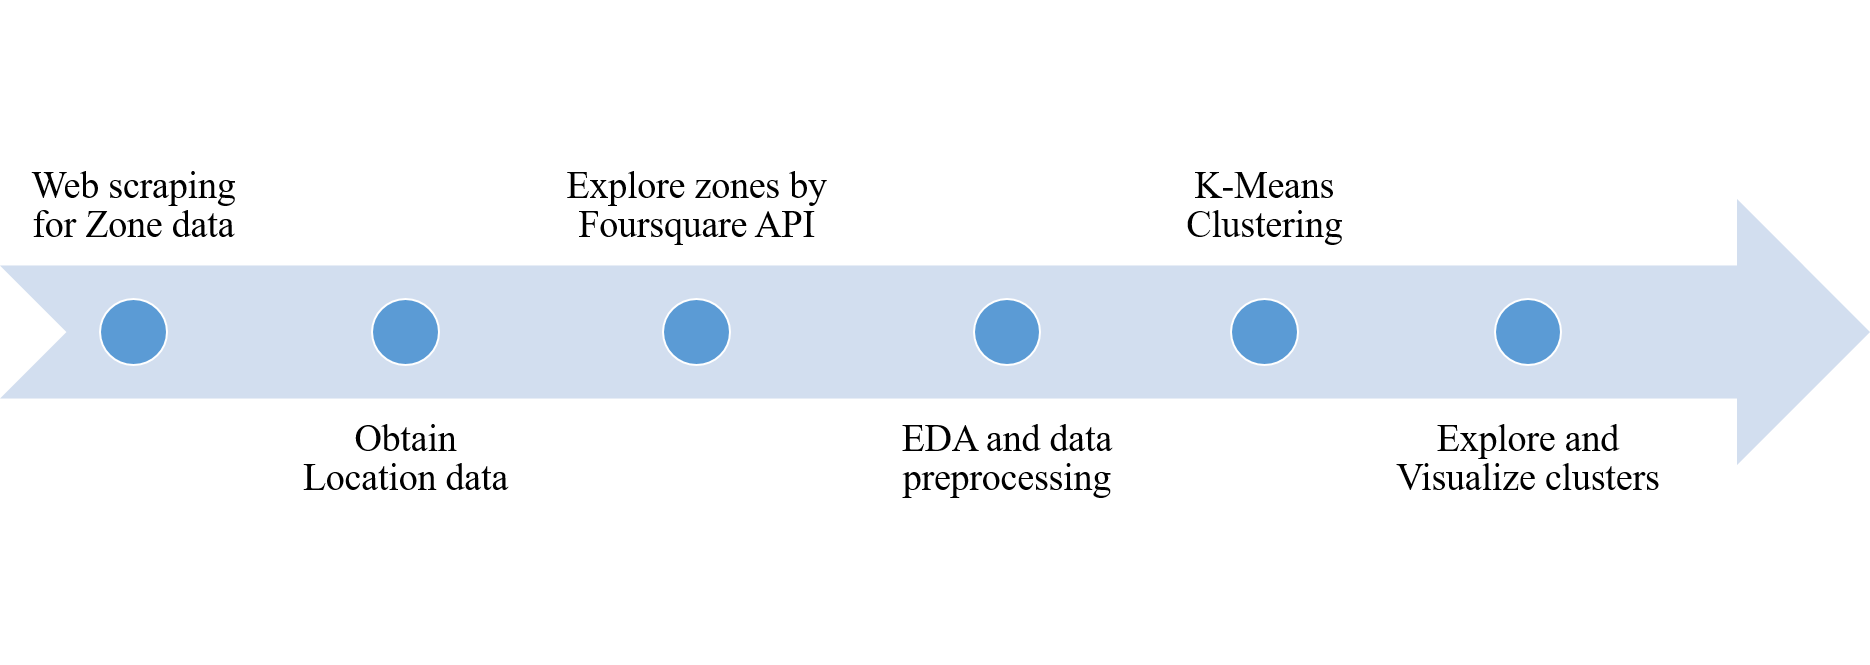 Web scraping
for Zone data
Obtain
Location data
Explore zones by
Foursquare API
EDA and data
preprocessing
K-Means
Clustering
Explore and
Visualize clusters